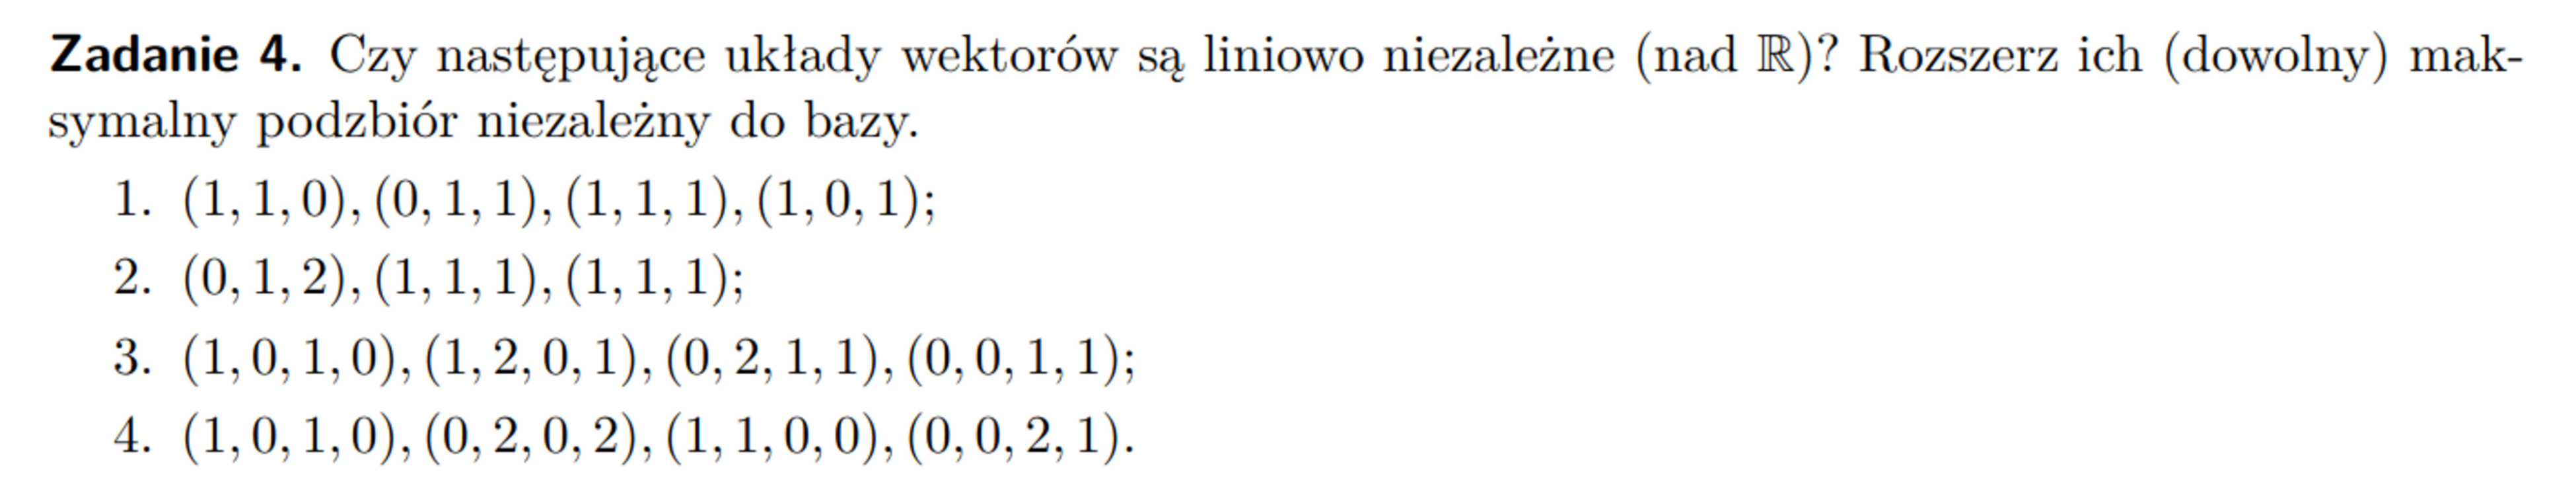 Zadanie 4. Czy następujące układy wektorów są liniowo niezależne (nad ℝ)? Rozszerz ich (dowolny) mak-
symalny podzbiór niezależny do bazy.
1. (1, 1, 0), (0, 1, 1), (1, 1, 1), (1, 0, 1);
2. (0, 1, 2), (1, 1, 1), (1, 1, 1);
3. (1, 0, 1, 0), (1, 2, 0, 1), (0, 2, 1, 1), (0, 0, 1, 1);
4. (1, 0, 1, 0), (0, 2, 0, 2), (1, 1, 0, 0), (0, 0, 2, 1).